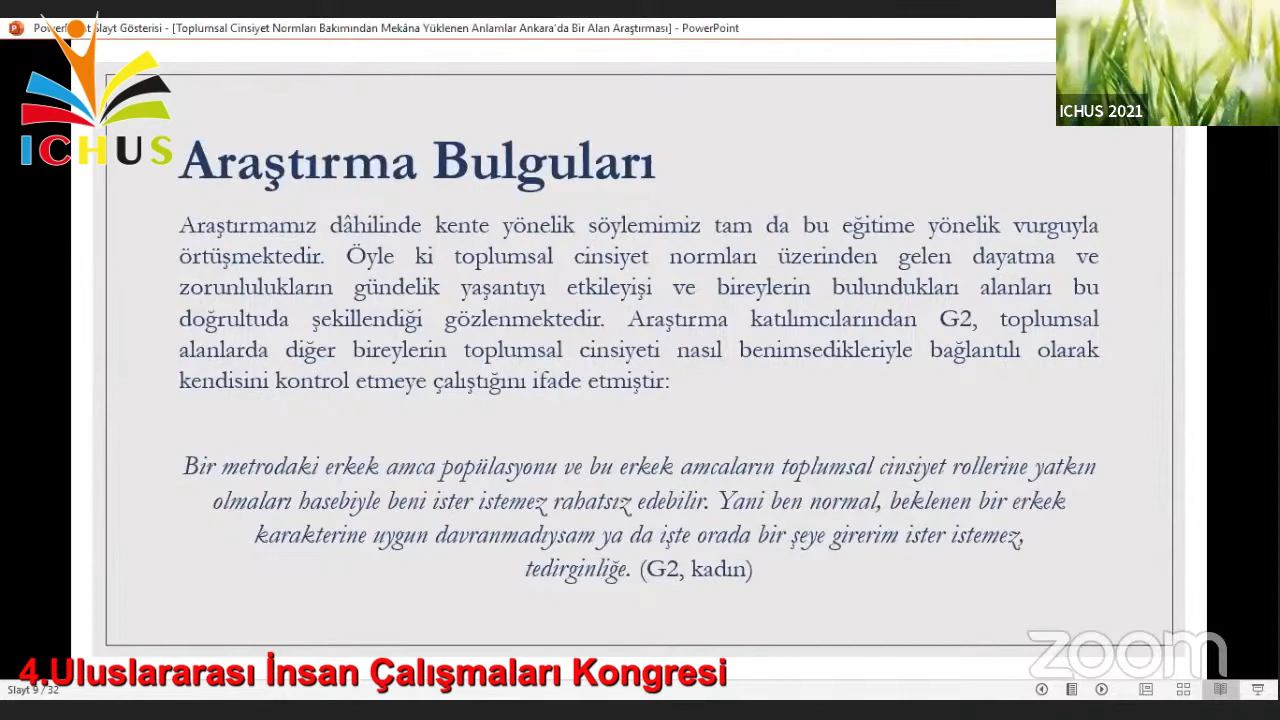 PowerPoint Slayt Gösterisi - [Toplumsal Cinsiyet Normları Bakımından Mekâna Yüklenen Anlamlar Ankara'da Bir Alan Araştırması] - PowerPoint
ICHUS 2021
ICHUS
Araştırma Bulguları
Araştırmamız dâhilinde kente yönelik söylemimiz tam da bu eğitime yönelik vurguyla
örtüşmektedir. Öyle ki toplumsal cinsiyet normları üzerinden gelen dayatma ve
zorunlulukların gündelik yaşantıyı etkileyişi ve bireylerin bulundukları alanları bu
doğrultuda şekillendiği gözlenmektedir. Araştırma katılımcılarından G2, toplumsal
alanlarda diğer bireylerin toplumsal cinsiyeti nasıl benimsedikleriyle bağlantılı olarak
kendisini kontrol etmeye çalıştığını ifade etmiştir:
Bir metrodaki erkek amca popülasyonu ve bu erkek amcaların toplumsal cinsiyet rollerine yatkın
olmaları hasebiyle beni ister istemez rahatsız edebilir. Yani ben normal, beklenen bir erkek
karakterine uygun davranmadıysam ya da işte orada bir şeye girerim ister istemez,
tedirginliğe. (G2, kadın)
zoom
4.Uluslararası İnsan Çalışmaları Kongresi
Slayt 9 / 32